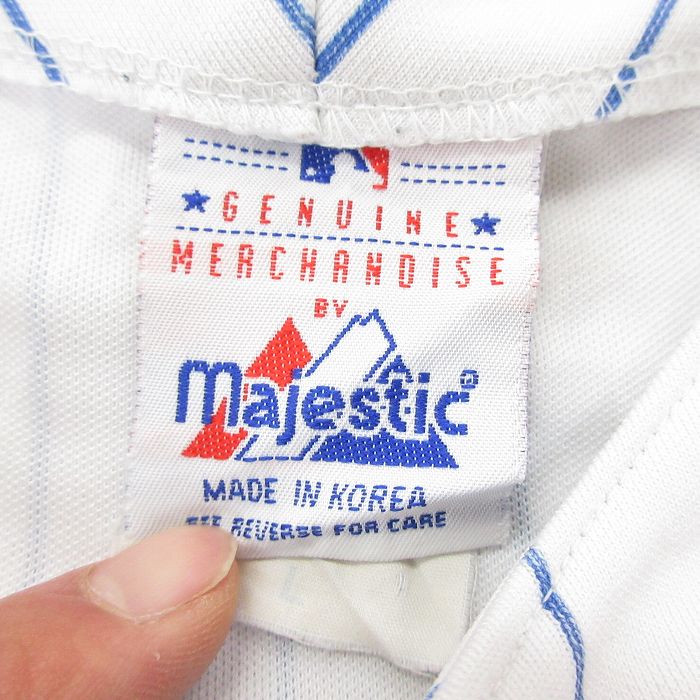 GENUINE
MERCHANDISE
BY
majestic®
MADE IN KOREA
SEE REVERSE FOR CARE